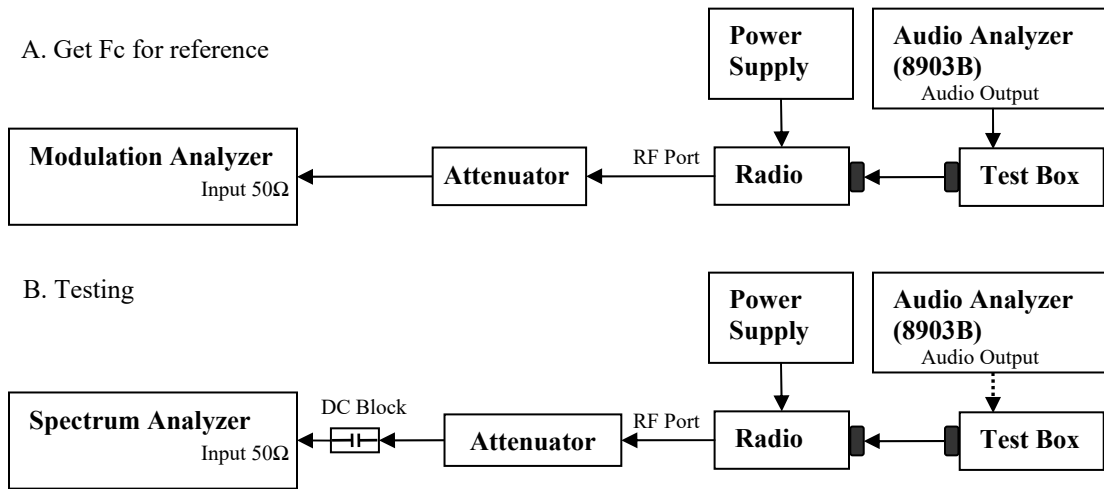 A. Get Fc for reference
Power
Supply
Audio Analyzer
(8903B)
Audio Output
Modulation Analyzer
Input 50Ω
Attenuator
RF Port
Radio
Test Box
B. Testing
Power
Supply
Audio Analyzer
(8903B)
Audio Output
Spectrum Analyzer
Input 50Ω
DC Block
Attenuator
RF Port
Radio
Test Box